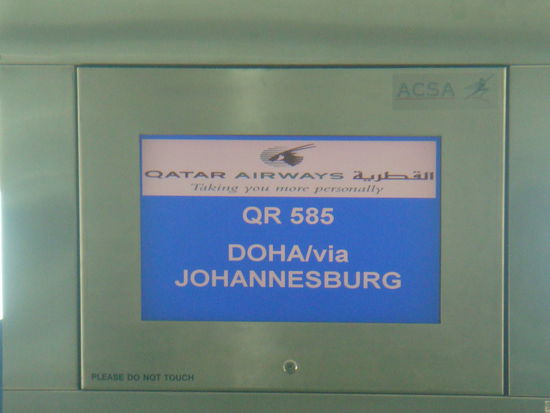 ACSA
QATAR AIRWAYS القطرية
Taking you more personally
QR 585
DOHA/via
JOHANNESBURG
PLEASE DO NOT TOUCH